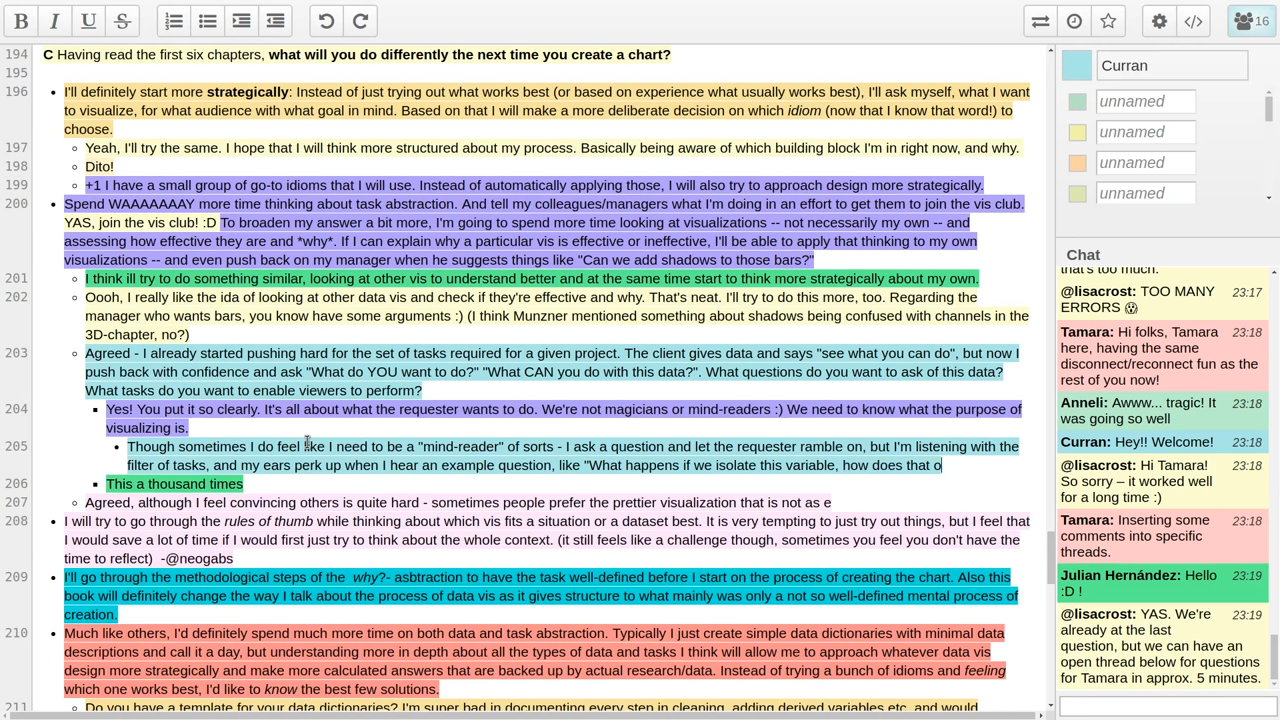 B I U S
16
194 C Having read the first six chapters, what will you do differently the next time you create a chart?
195
196 I'll definitely start more strategically: Instead of just trying out what works best (or based on experience what usually works best), I'll ask myself, what I want
to visualize, for what audience with what goal in mind. Based on that I will make a more deliberate decision on which idiom (now that I know that word!) to
choose.
197 Yeah, I'll try the same. I hope that I will think more structured about my process. Basically being aware of which building block I'm in right now, and why.
198 Dito!
199 +1 I have a small group of go-to idioms that I will use. Instead of automatically applying those, I will also try to approach design more strategically.
200 Spend WAAAAAAAY more time thinking about task abstraction. And tell my colleagues/managers what I'm doing in an effort to get them to join the vis club.
YAS, join the vis club! :D To broaden my answer a bit more, I'm going to spend more time looking at visualizations -- not necessarily my own -- and
assessing how effective they are and *why*. If I can explain why a particular vis is effective or ineffective, I'll be able to apply that thinking to my own
visualizations -- and even push back on my manager when he suggests things like "Can we add shadows to those bars?"
201 I think ill try to do something similar, looking at other vis to understand better and at the same time start to think more strategically about my own.
202 Oooh, I really like the ida of looking at other data vis and check if they're effective and why. That's neat. I'll try to do this more, too. Regarding the
manager who wants bars, you know have some arguments :) (I think Munzner mentioned something about shadows being confused with channels in the
3D-chapter, no?)
203 Agreed - I already started pushing hard for the set of tasks required for a given project. The client gives data and says "see what you can do", but now I
push back with confidence and ask "What do YOU want to do?" "What CAN you do with this data?". What questions do you want to ask of this data?
What tasks do you want to enable viewers to perform?
204 Yes! You put it so clearly. It's all about what the requester wants to do. We're not magicians or mind-readers :) We need to know what the purpose of
visualizing is.
205 Though sometimes I do feel like I need to be a "mind-reader" of sorts - I ask a question and let the requester ramble on, but I'm listening with the
filter of tasks, and my ears perk up when I hear an example question, like "What happens if we isolate this variable, how does that o
206 This a thousand times
207 Agreed, although I feel convincing others is quite hard - sometimes people prefer the prettier visualization that is not as e
208 I will try to go through the rules of thumb while thinking about which vis fits a situation or a dataset best. It is very tempting to just try out things, but I feel that
I would save a lot of time if I would first just try to think about the whole context. (it still feels like a challenge though, sometimes you feel you don't have the
time to reflect) -@neogabs
209 I'll go through the methodological steps of the why?- asbtraction to have the task well-defined before I start on the process of creating the chart. Also this
book will definitely change the way I talk about the process of data vis as it gives structure to what mainly was only a not so well-defined mental process of
creation.
210 Much like others, I'd definitely spend much more time on both data and task abstraction. Typically I just create simple data dictionaries with minimal data
descriptions and call it a day, but understanding more in depth about all the types of data and tasks I think will allow me to approach whatever data vis
design more strategically and make more calculated answers that are backed up by actual research/data. Instead of trying a bunch of idioms and feeling
which one works best, I'd like to know the best few solutions.
211 Do you have a template for your data dictionaries? I'm super bad in documenting every step in cleaning, adding derived variables etc. and would
Curran
unnamed
unnamed
unnamed
unnamed
Chat
that's too much.
@lisacrost: TOO MANY 23:17
ERRORS 😱
Tamara: Hi folks, Tamara 23:18
here, having the same
disconnect/reconnect fun as the
rest of you now!
Anneli: Awww... tragic! It 23:18
was going so well
Curran: Hey!! Welcome! 23:18
@lisacrost: Hi Tamara! 23:18
So sorry – it worked well
for a long time :)
Tamara: Inserting some 23:18
comments into specific
threads.
Julian Hernández: Hello 23:19
:D !
@lisacrost: YAS. We're 23:19
already at the last
question, but we can have an
open thread below for questions
for Tamara in approx. 5 minutes.